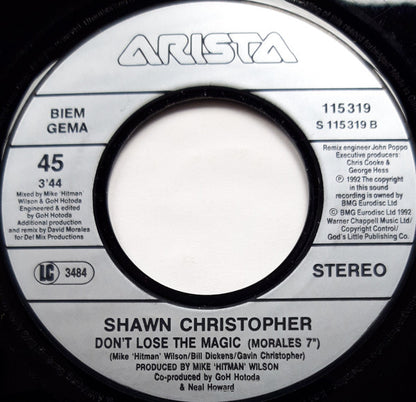 ARISTA
BIEM
GEMA
45
3'44
Mixed by Mike 'Hitman'
Wilson & GoH Hotoda
Engineered & edited by
GoH Hotoda
Additional production
and remix by David Morales
for Def Mix Productions
LC 3484
115 319
S 115 319 B
Remix engineer John Poppo
Executive producers:
Chris Cooke &
George Hess
℗ 1992 The copyright
in this sound
recording is owned by
BMG Eurodisc Ltd
© BMG Eurodisc Ltd 1992
Warner Chappell Music Ltd/
Copyright Control/
God's Little Publishing Co.
STEREO
SHAWN CHRISTOPHER
DON'T LOSE THE MAGIC (MORALES 7")
(Mike 'Hitman' Wilson/Bill Dickens/Gavin Christopher)
PRODUCED BY MIKE 'HITMAN' WILSON
Co-produced by GoH Hotoda
& Neal Howard